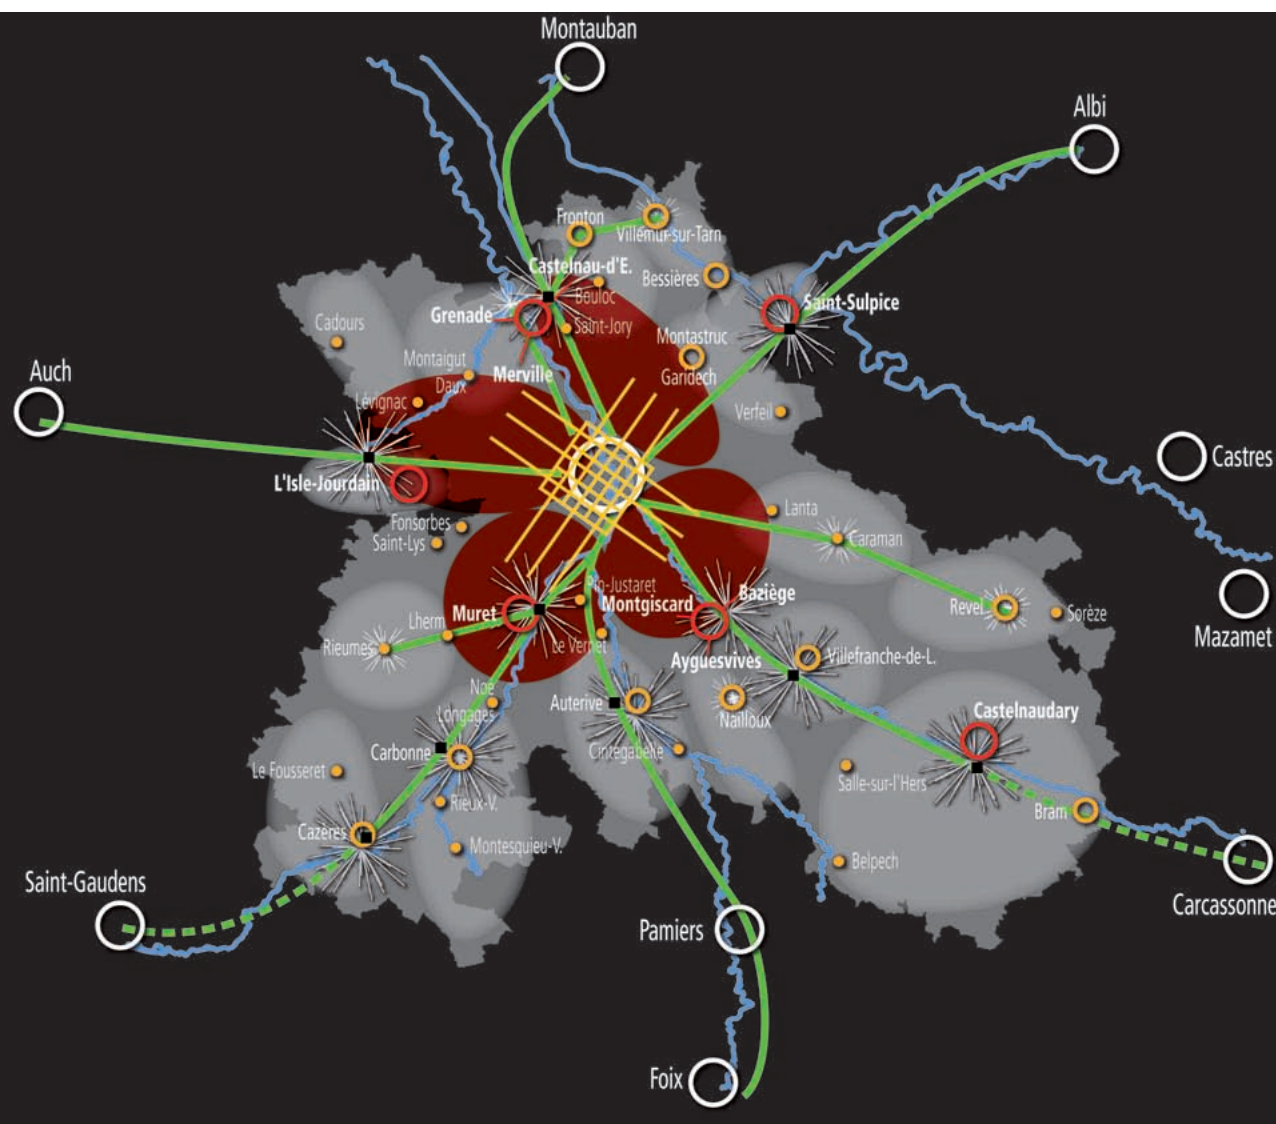 Montauban
Albi
Fronton
Villemur-sur-Tarn
Castelnau-d'E.
Bessières
Bouloc
Saint-Sulpice
Grenade
Cadours
Saint-Jory
Montastruc
Montaigut
Merville
Garidech
Auch
Daux
Lévignac
Verfeil
Castres
L'Isle-Jourdain
Fonsorbes
Lanta
Saint-Lys
Caraman
Pin-Justaret
Baziège
Montgiscard
Revel
Sorèze
Muret
Lherm
Mazamet
Rieumes
Le Vernet
Ayguesvives
Villefranche-de-L.
Noé
Auterive
Longages
Nailloux
Castelnaudary
Carbonne
Cintegabelle
Le Fousseret
Salle-sur-l'Hers
Rieux-V.
Bram
Cazères
Montesquieu-V.
Belpech
Saint-Gaudens
Carcassonne
Pamiers
Foix